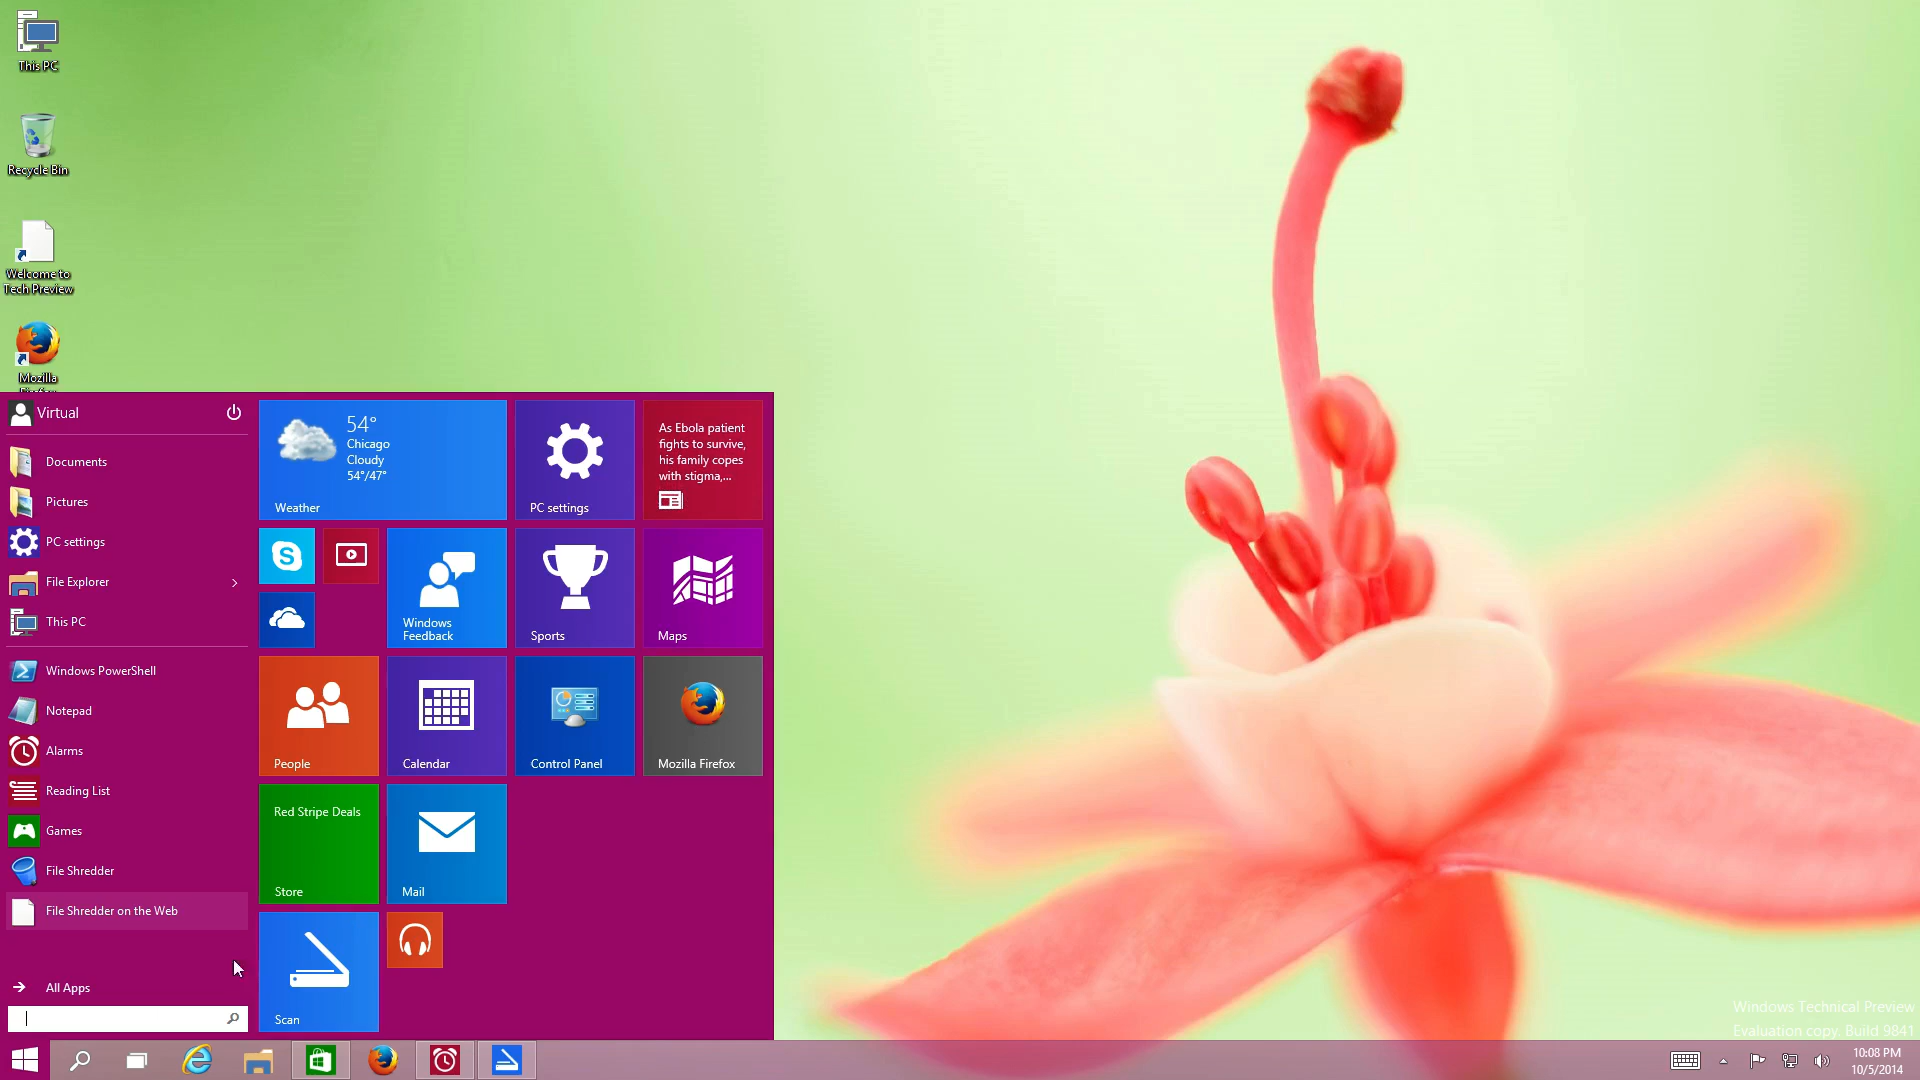 This PC
Recycle Bin
Welcome to
Tech Preview
Mozilla
Virtual
Documents
Pictures
PC settings
File Explorer
This PC
Windows PowerShell
Notepad
Alarms
Reading List
Games
File Shredder
File Shredder on the Web
All Apps
54°
Chicago
Cloudy
54°/47°
Weather
PC settings
As Ebola patient
fights to survive,
his family copes
with stigma,...
Windows
Feedback
Sports
Maps
People
Calendar
Control Panel
Mozilla Firefox
Red Stripe Deals
Store
Mail
Scan
Windows Technical Preview
Evaluation copy. Build 9841
10:08 PM
10/5/2014